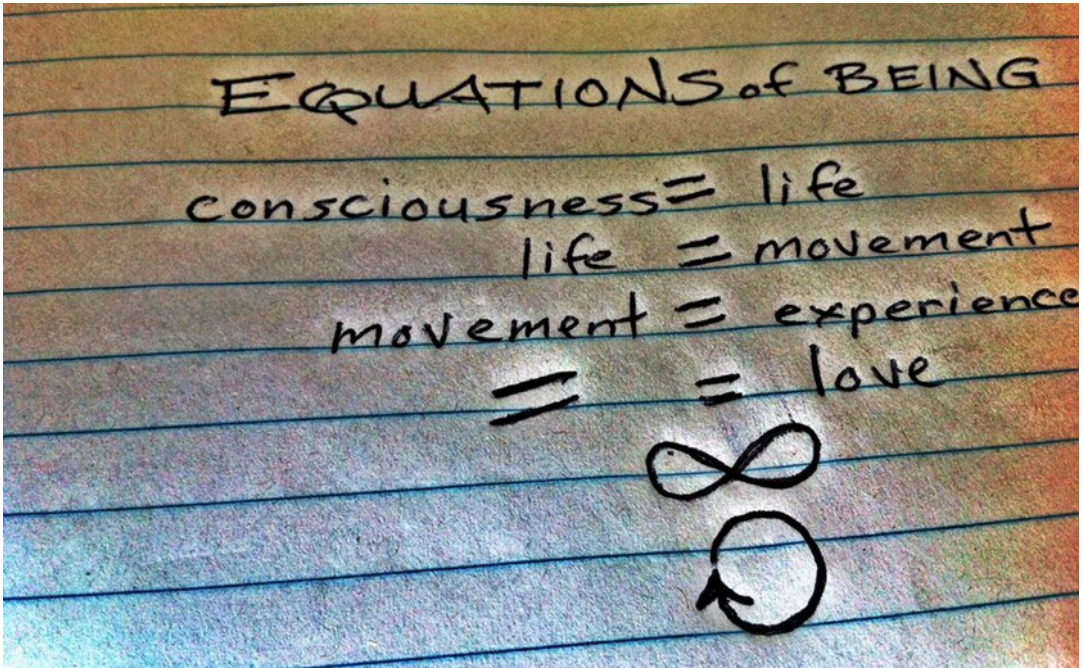 EQUATIONS of BEING
consciousness = life
life = movement
movement = experience
= = love
∞